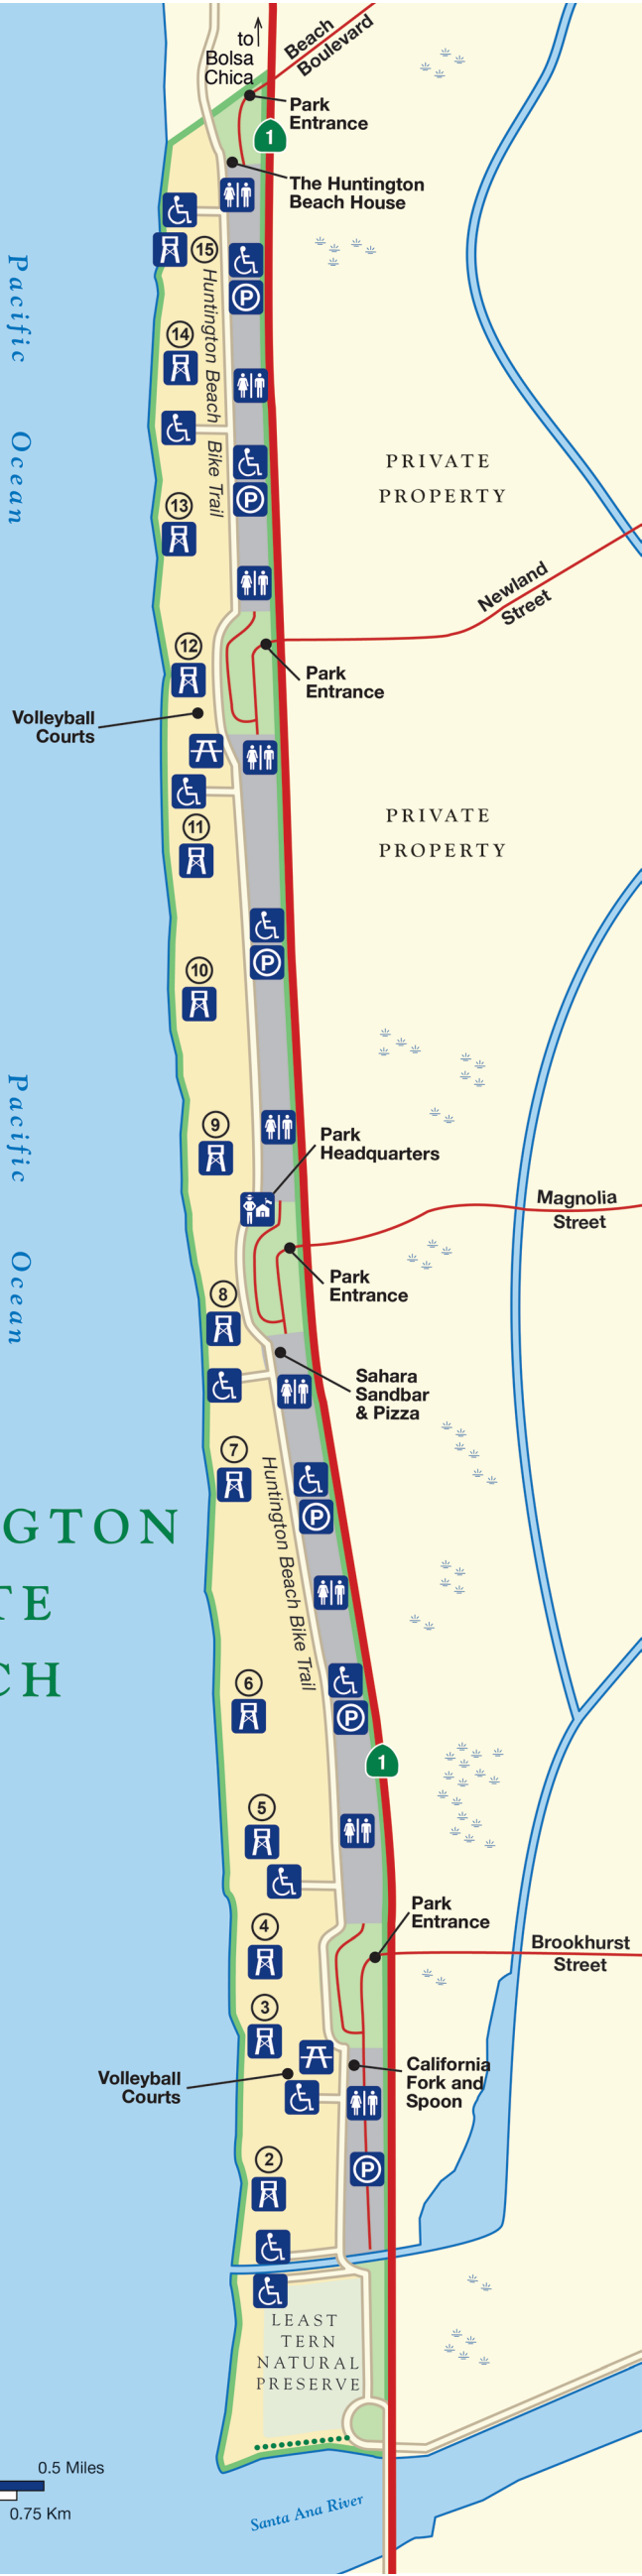 to
Bolsa
Chica
Beach
Boulevard
Park
Entrance
1
The Huntington
Beach House
15
P
Huntington Beach Bike Trail
Pacific Ocean
14
PRIVATE
PROPERTY
P
13
Newland
Street
12
Park
Entrance
Volleyball
Courts
11
PRIVATE
PROPERTY
P
10
Pacific Ocean
9
Park
Headquarters
Magnolia
Street
Park
Entrance
8
Sahara
Sandbar
& Pizza
7
Huntington Beach Bike Trail
P
GTON
TE
CH
6
P
1
5
Park
Entrance
4
Brookhurst
Street
3
California
Fork and
Spoon
Volleyball
Courts
2
P
LEAST
TERN
NATURAL
PRESERVE
0.5 Miles
0.75 Km
Santa Ana River